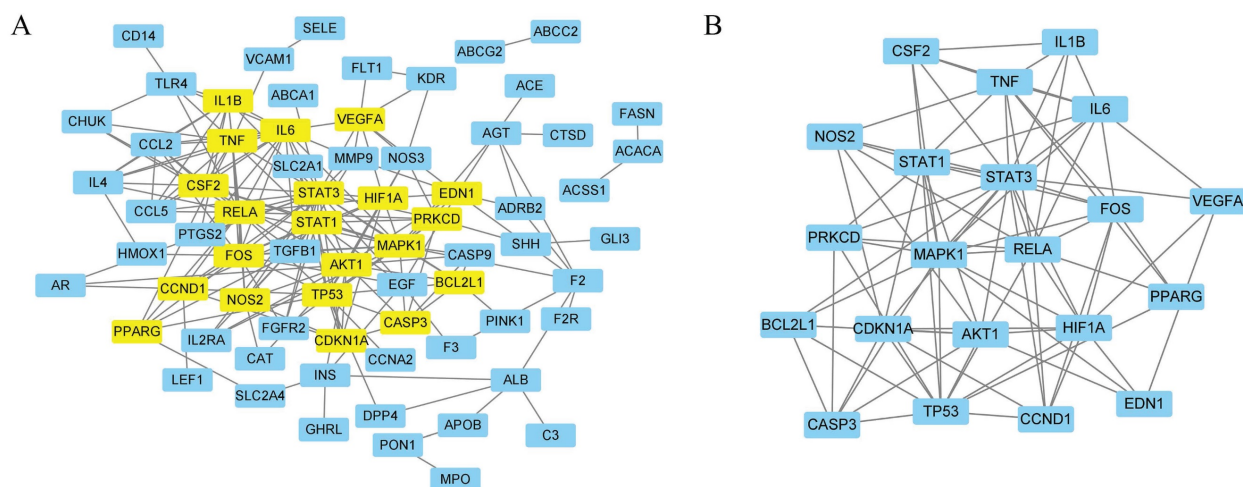 A
CD14
SELE
VCAM1
ABCG2
ABCC2
TLR4
FLT1
KDR
ACE
IL1B
ABCA1
CHUK
VEGFA
FASN
TNF
IL6
AGT
CTSD
CCL2
ACACA
SLC2A1
MMP9
NOS3
IL4
CSF2
STAT3
HIF1A
EDN1
ACSS1
CCL5
RELA
ADRB2
STAT1
PRKCD
PTGS2
HMOX1
FOS
TGFB1
MAPK1
CASP9
SHH
GLI3
AR
AKT1
EGF
BCL2L1
F2
CCND1
NOS2
TP53
PPARG
IL2RA
FGFR2
CASP3
PINK1
F2R
CDKN1A
F3
CAT
CCNA2
LEF1
SLC2A4
INS
ALB
GHRL
DPP4
APOB
C3
PON1
MPO
B
CSF2
IL1B
TNF
IL6
NOS2
STAT1
STAT3
FOS
VEGFA
PRKCD
MAPK1
RELA
PPARG
BCL2L1
CDKN1A
AKT1
HIF1A
CASP3
TP53
CCND1
EDN1